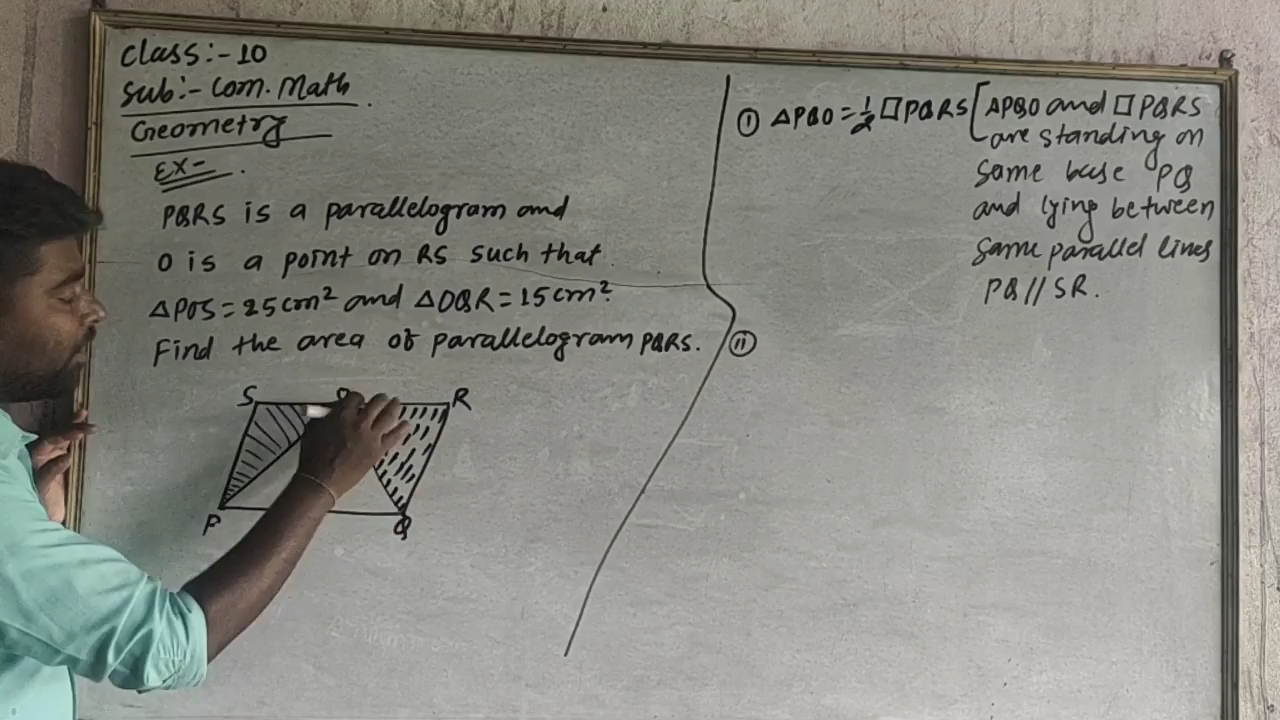 Class:- 10
Sub:- Com. Math
Geometry
Ex-
PQRS is a parallelogram and
O is a point on RS such that
△POS = 25cm² and △OQR = 15cm².
Find the area of parallelogram PQRS.
S O R
P Q
(i) △PQO = 1/2 □PQRS [△PQO and □PQRS
are standing on
same base PQ
and lying between
same parallel lines
PQ // SR.
(ii)